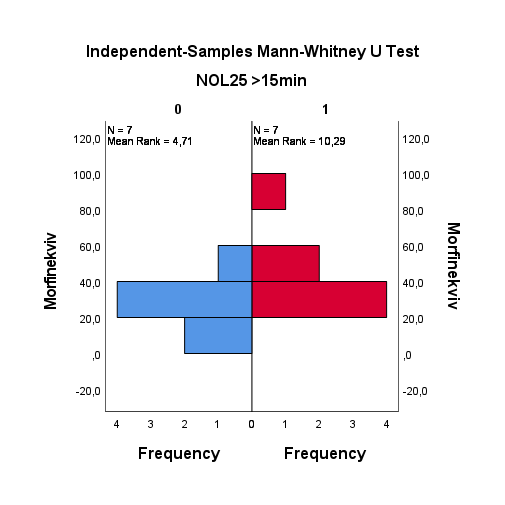 Independent-Samples Mann-Whitney U Test
NOL25 >15min
0 1
N = 7 N = 7
Mean Rank = 4,71 Mean Rank = 10,29
120,0 120,0
100,0 100,0
80,0 80,0
60,0 60,0
40,0 40,0
20,0 20,0
,0 ,0
-20,0 -20,0
Morfinekviv Morfinekviv
4 3 2 1 0 1 2 3 4
Frequency Frequency